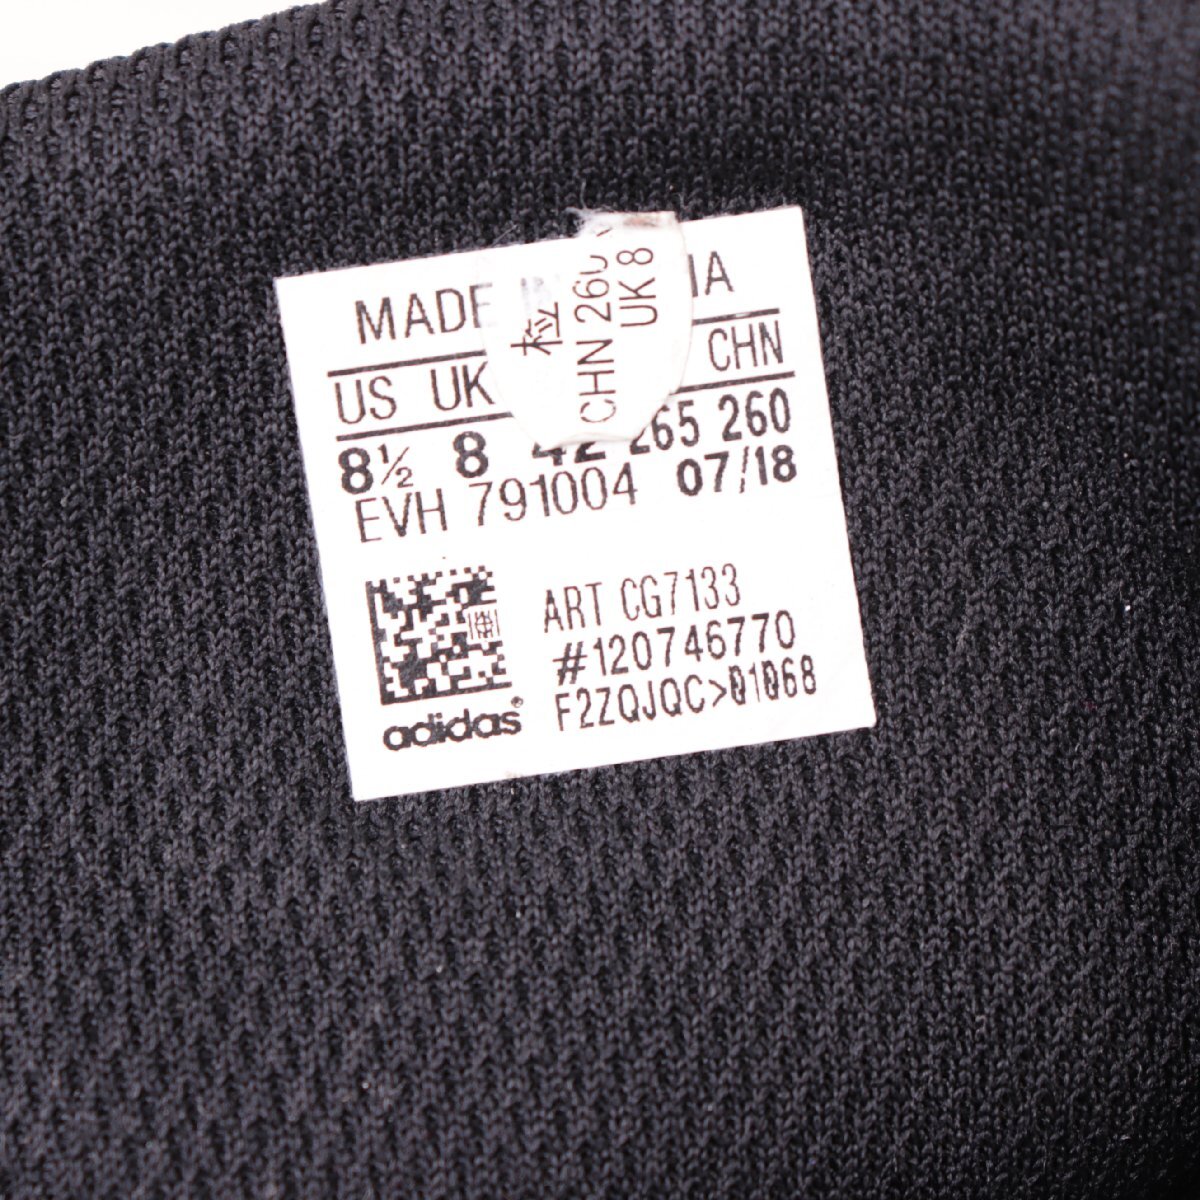 MADE IA
US UK CHN
8½ 8 42 265 260
EVH 791004 07/18
ART CG7133
#120746770
F2ZQJQC>01068
adidas®
CHN 260
UK 8